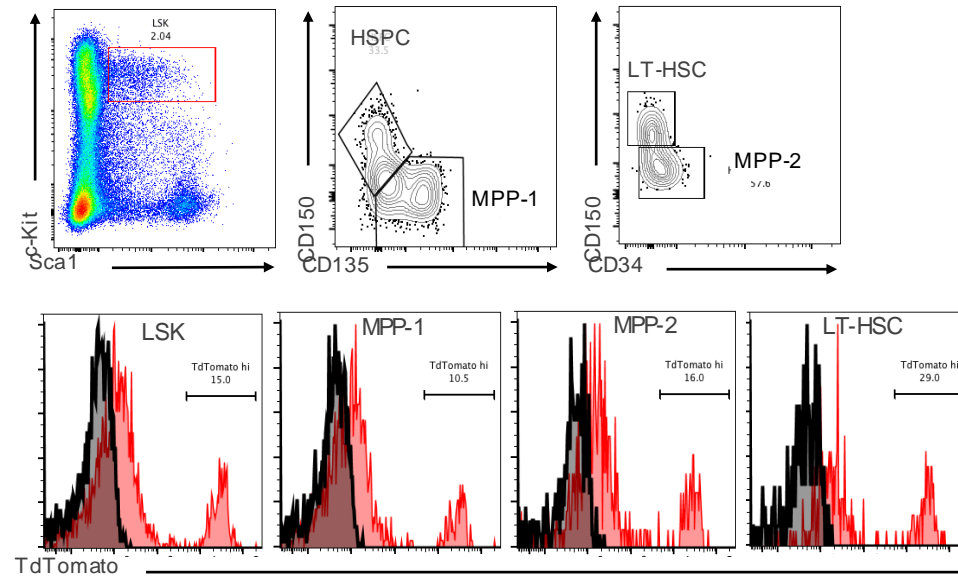 LSK
2.04
c-Kit
Sca1
HSPC
33.5
MPP-1
CD150
CD135
LT-HSC
MPP-2
57.6
CD150
CD34
LSK
TdTomato hi
15.0
MPP-1
TdTomato hi
10.5
MPP-2
TdTomato hi
16.0
LT-HSC
TdTomato hi
29.0
TdTomato